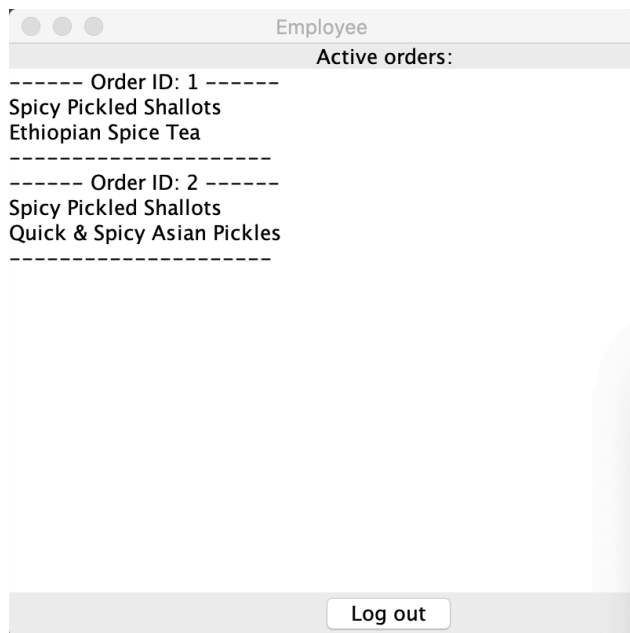 Employee
Active orders:
------ Order ID: 1 ------
Spicy Pickled Shallots
Ethiopian Spice Tea
---------------------
------ Order ID: 2 ------
Spicy Pickled Shallots
Quick & Spicy Asian Pickles
---------------------
Log out